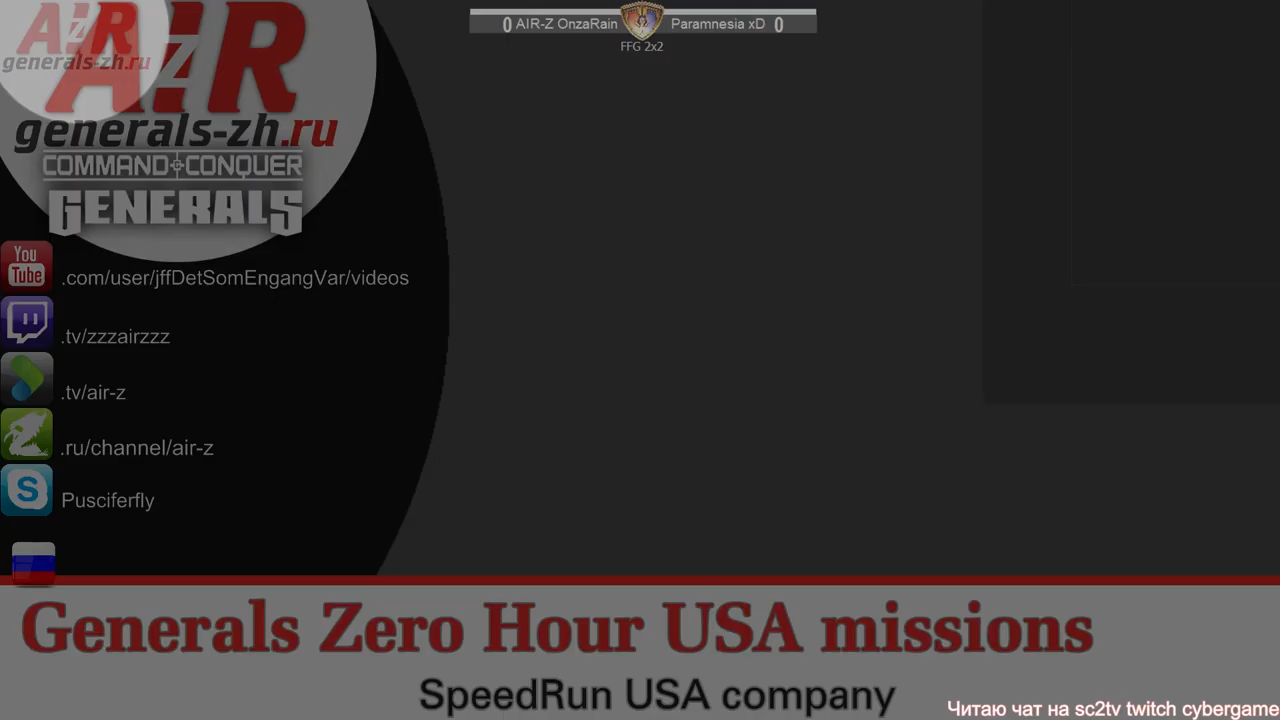 0 AIR-Z OnzaRain Paramnesia xD 0
FFG 2x2
AzR
generals-zh.ru
AzR
generals-zh.ru
COMMAND CONQUER
GENERALS
You Tube .com/user/jffDetSomEngangVar/videos
.tv/zzzairzzz
.tv/air-z
.ru/channel/air-z
S Pusciferfly
Generals Zero Hour USA missions
SpeedRun USA company
Читаю чат на sc2tv twitch cybergame